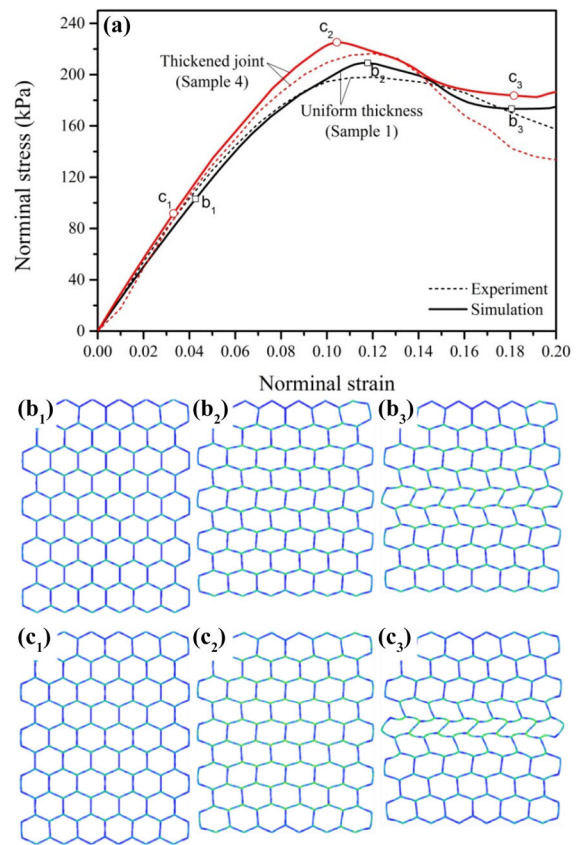 (a)
240
200
160
120
80
40
0
Norminal stress (kPa)
c₂
c₃
Thickened joint
(Sample 4)
b₂
Uniform thickness
(Sample 1)
b₃
c₁
b₁
Experiment
Simulation
0.00 0.02 0.04 0.06 0.08 0.10 0.12 0.14 0.16 0.18 0.20
Norminal strain
(b₁) (b₂) (b₃)
(c₁) (c₂) (c₃)